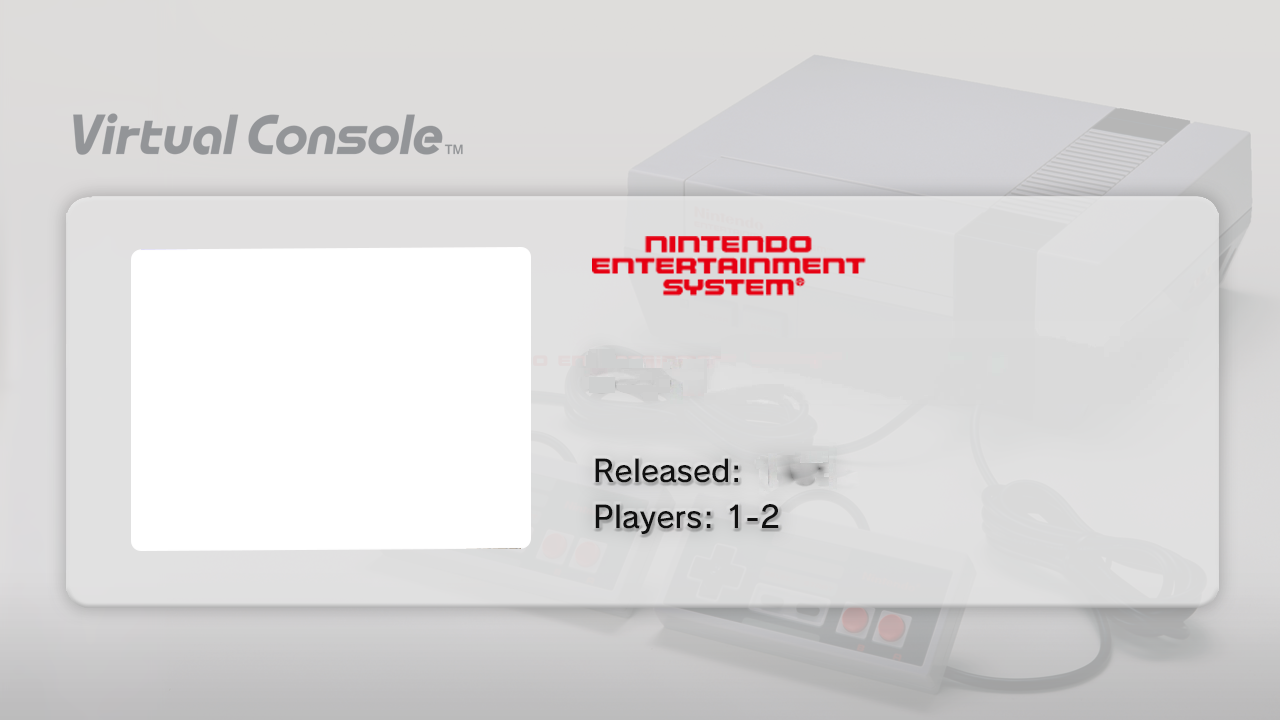 Virtual Console™
NINTENDO
ENTERTAINMENT
SYSTEM®
Released:
Players: 1-2